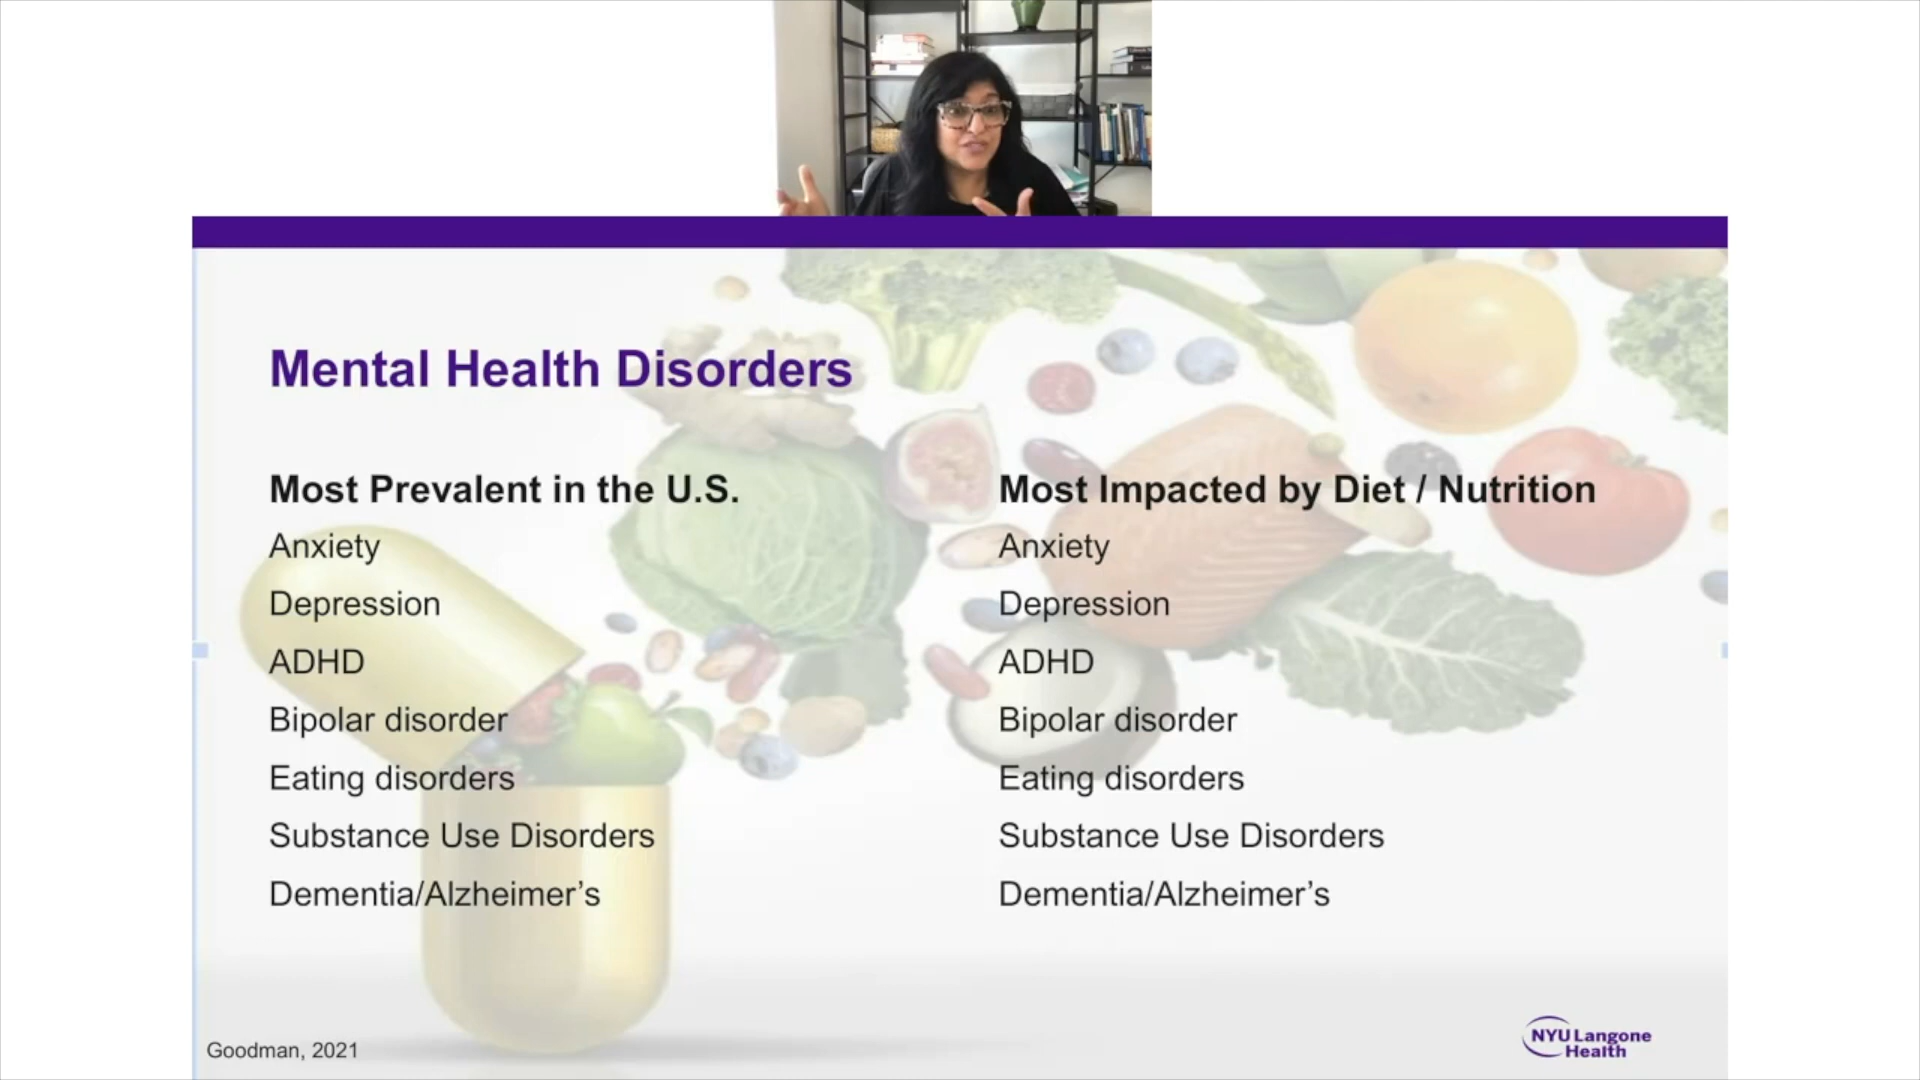 Mental Health Disorders
Most Prevalent in the U.S.
Anxiety
Depression
ADHD
Bipolar disorder
Eating disorders
Substance Use Disorders
Dementia/Alzheimer’s
Most Impacted by Diet / Nutrition
Anxiety
Depression
ADHD
Bipolar disorder
Eating disorders
Substance Use Disorders
Dementia/Alzheimer’s
Goodman, 2021
NYU Langone
Health